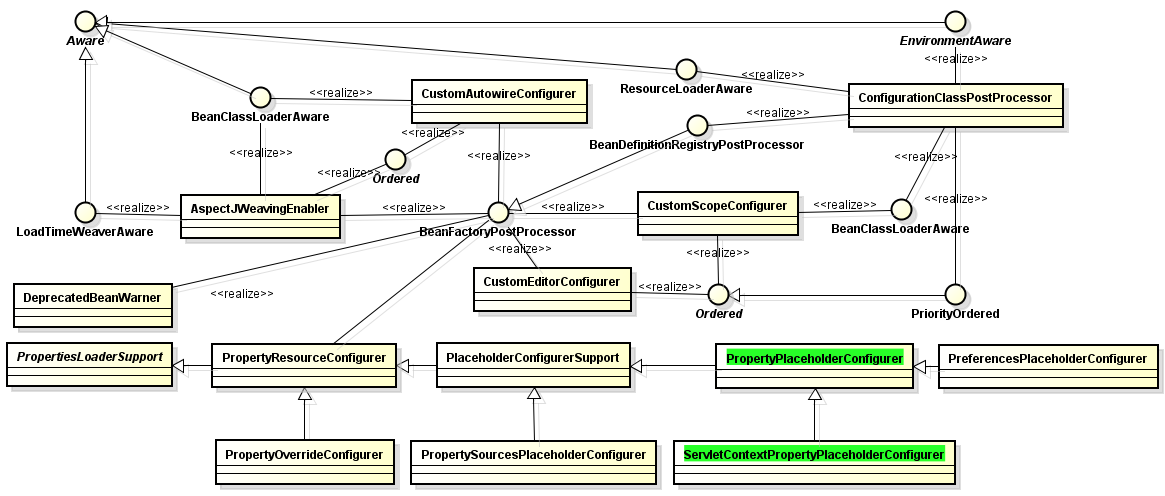 Aware
EnvironmentAware
<<realize>>
ResourceLoaderAware
<<realize>>
CustomAutowireConfigurer
<<realize>>
BeanClassLoaderAware
ConfigurationClassPostProcessor
<<realize>>
<<realize>>
BeanDefinitionRegistryPostProcessor
<<realize>>
<<realize>>
<<realize>>
<<realize>>
Ordered
<<realize>>
LoadTimeWeaverAware
<<realize>>
AspectJWeavingEnabler
<<realize>>
BeanFactoryPostProcessor
<<realize>>
CustomScopeConfigurer
<<realize>>
BeanClassLoaderAware
<<realize>>
<<realize>>
<<realize>>
CustomEditorConfigurer
<<realize>>
Ordered
PriorityOrdered
DeprecatedBeanWarner
<<realize>>
PropertiesLoaderSupport
PropertyResourceConfigurer
PlaceholderConfigurerSupport
PropertyPlaceholderConfigurer
PreferencesPlaceholderConfigurer
PropertyOverrideConfigurer
PropertySourcesPlaceholderConfigurer
ServletContextPropertyPlaceholderConfigurer